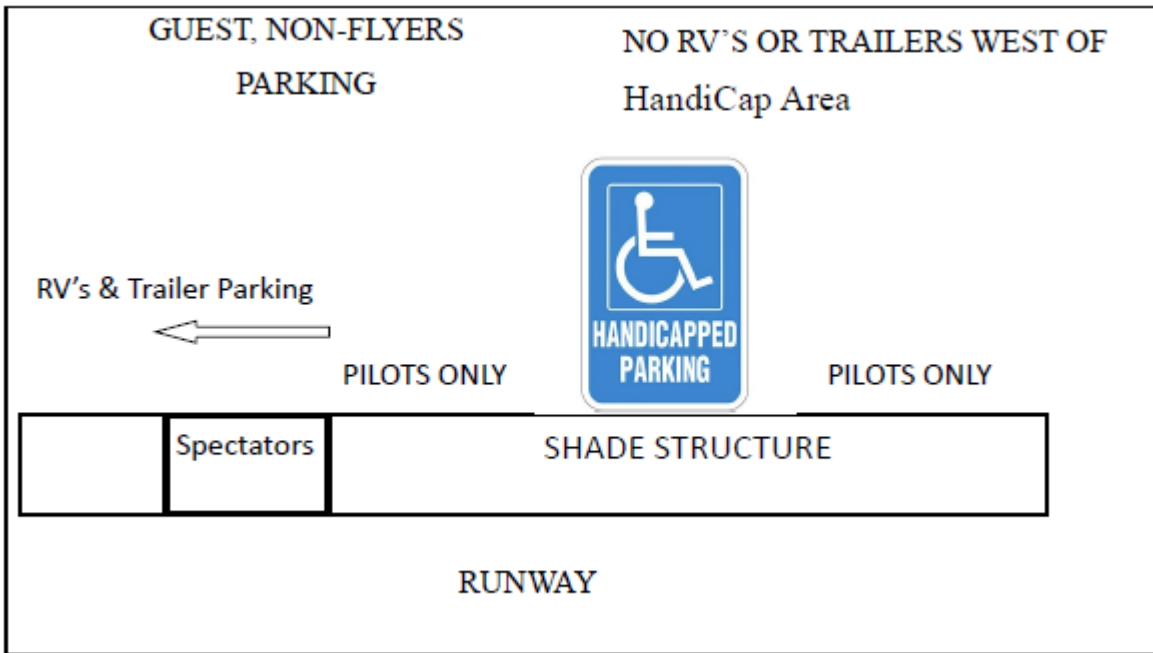 GUEST, NON-FLYERS
PARKING
NO RV’S OR TRAILERS WEST OF
HandiCap Area
HANDICAPPED
PARKING
RV’s & Trailer Parking
PILOTS ONLY
PILOTS ONLY
Spectators
SHADE STRUCTURE
RUNWAY